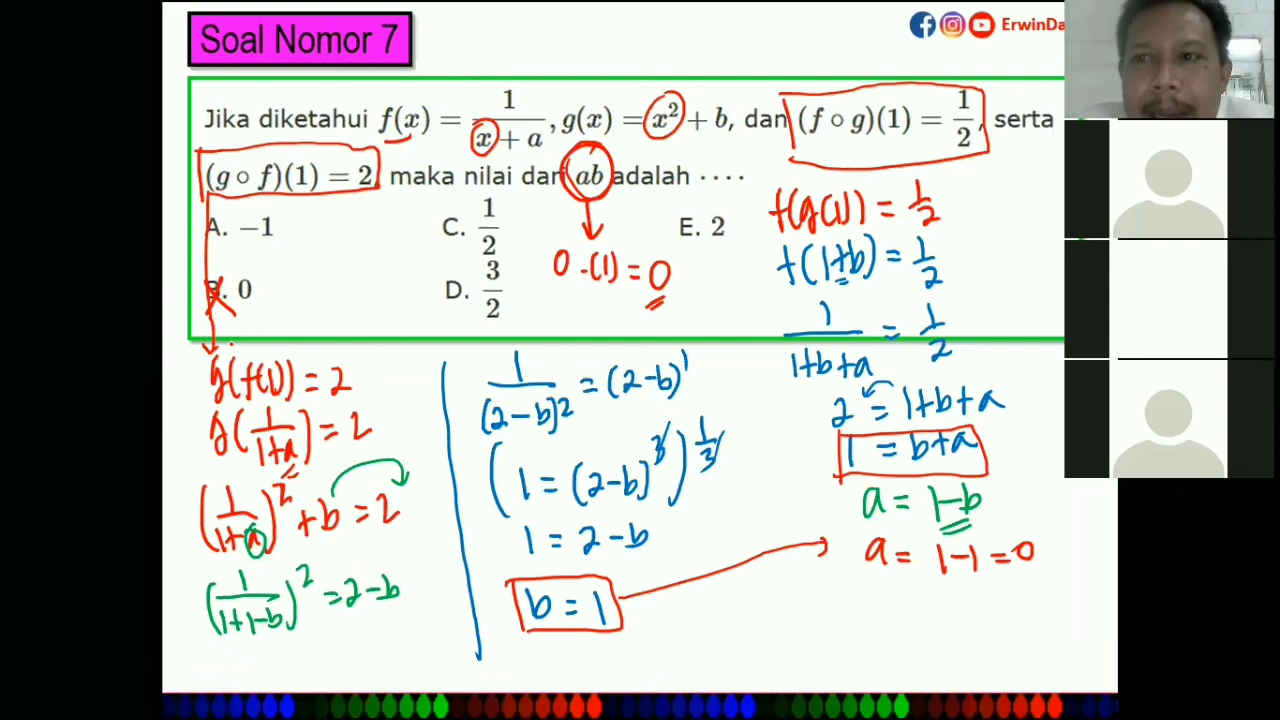 Soal Nomor 7
ErwinDa
Jika diketahui f(x) = 1/(x + a), g(x) = x² + b, dan (f ∘ g)(1) = 1/2, serta
(g ∘ f)(1) = 2, maka nilai dari ab adalah ····
A. −1 C. 1/2 E. 2
B. 0 D. 3/2
0 · (1) = 0
f(g(1)) = 1/2
f(1+b) = 1/2
1/(1+b+a) = 1/2
2 = 1+b+a
1 = b+a
a = 1−b
a = 1−1 = 0
g(f(1)) = 2
g(1/(1+a)) = 2
(1/(1+a))² + b = 2
(1/(1+1−b))² = 2−b
1/(2−b)² = (2−b)¹
(1 = (2−b)³)^(1/3)
1 = 2−b
b = 1